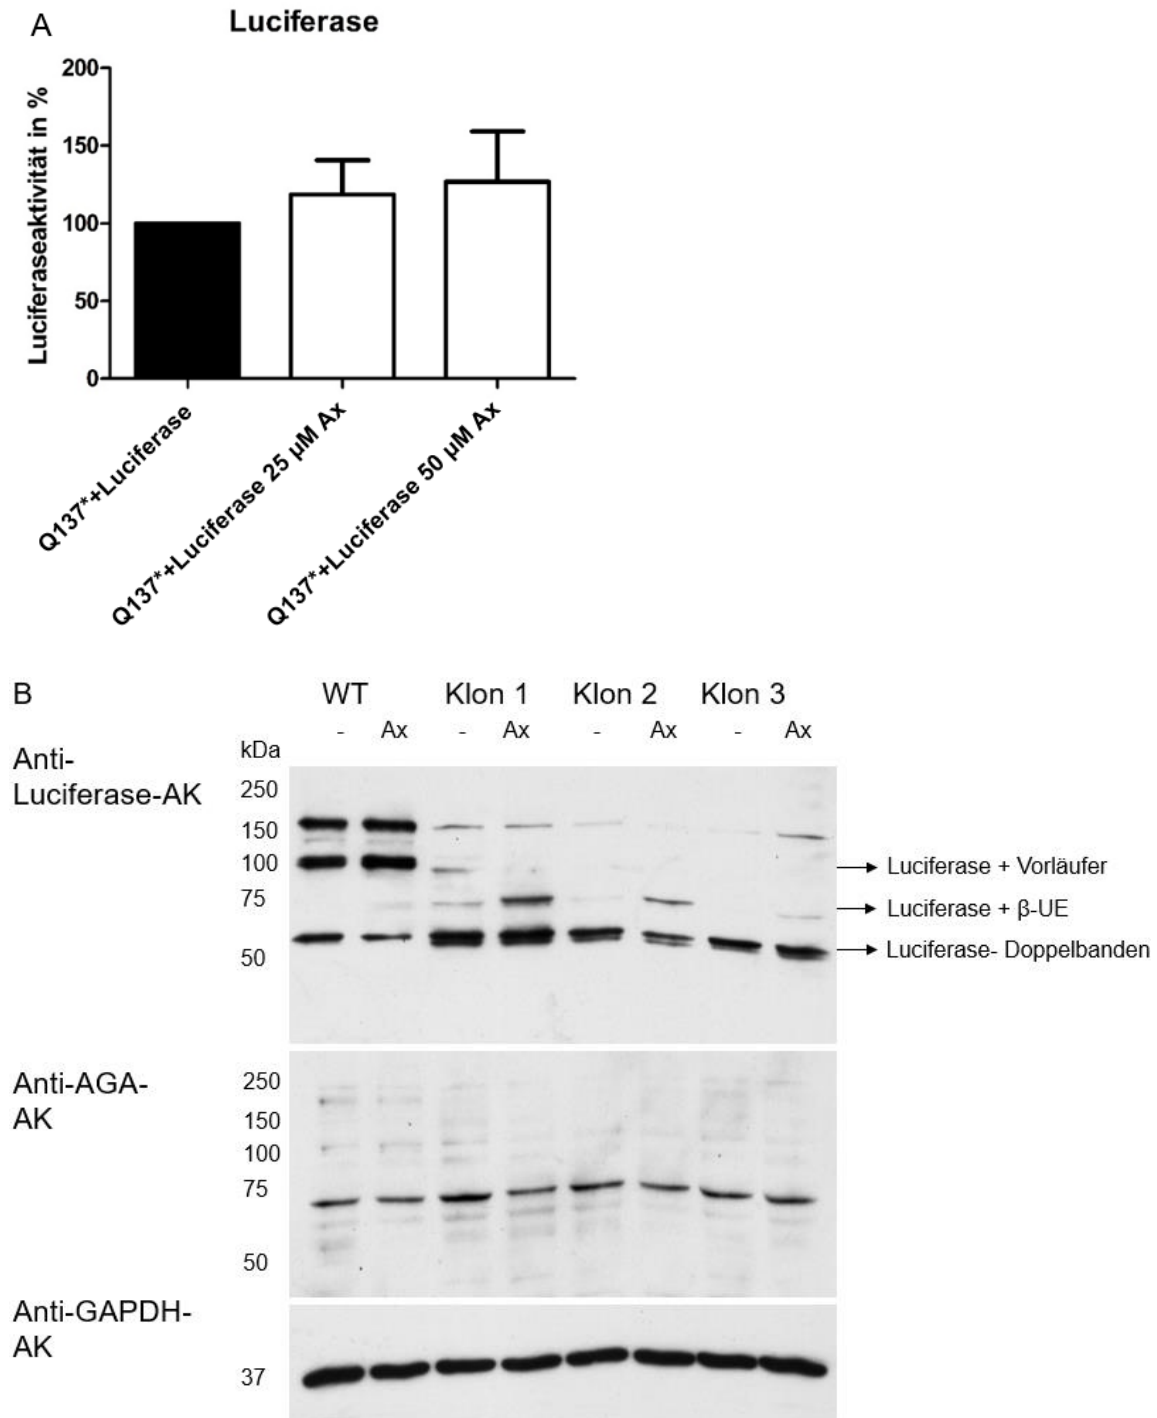 A
Luciferase
Luciferaseaktivität in %
200
150
100
50
0
Q137*+Luciferase
Q137*+Luciferase 25 µM Ax
Q137*+Luciferase 50 µM Ax
B
WT Klon 1 Klon 2 Klon 3
- Ax - Ax - Ax - Ax
kDa
Anti-
Luciferase-AK
250
150
100
75
50
Luciferase + Vorläufer
Luciferase + β-UE
Luciferase- Doppelbanden
Anti-AGA-
AK
250
150
100
75
50
Anti-GAPDH-
AK
37